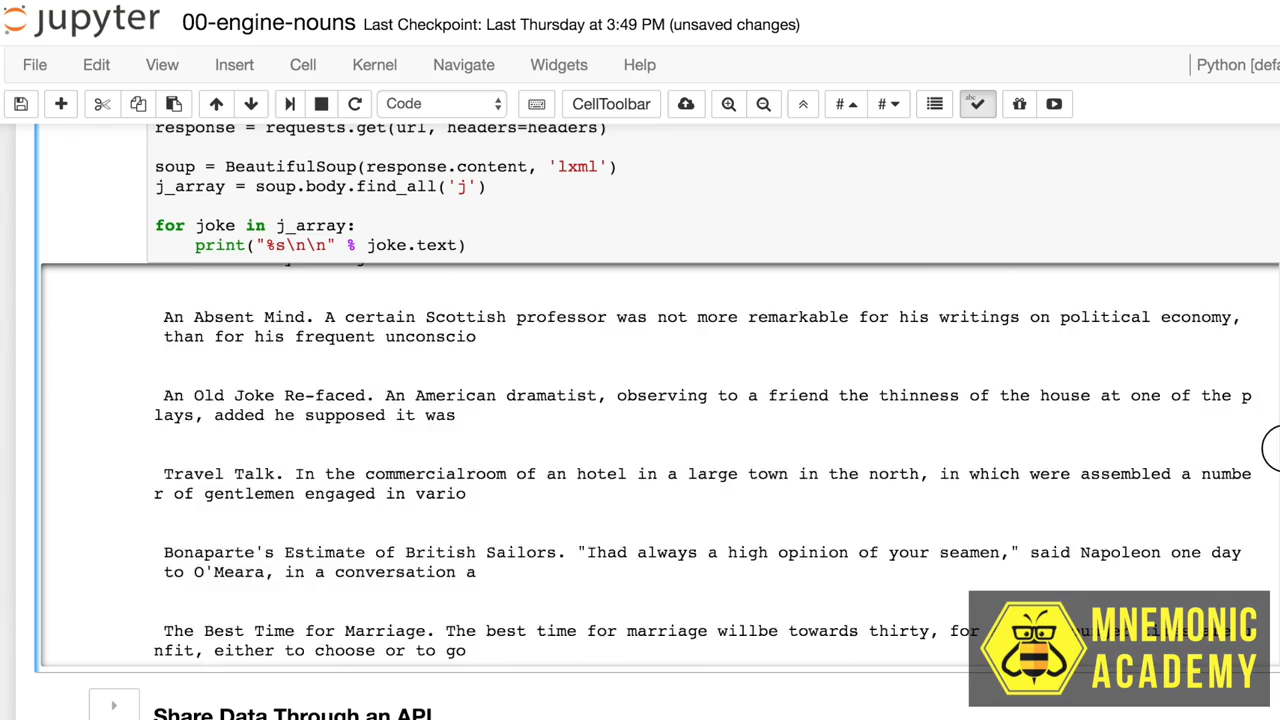 jupyter 00-engine-nouns Last Checkpoint: Last Thursday at 3:49 PM (unsaved changes)
File Edit View Insert Cell Kernel Navigate Widgets Help Python [defa
Code CellToolbar # #
response = requests.get(url, headers=headers)
soup = BeautifulSoup(response.content, 'lxml')
j_array = soup.body.find_all('j')
for joke in j_array:
print("%s\n\n" % joke.text)
An Absent Mind. A certain Scottish professor was not more remarkable for his writings on political economy,
than for his frequent unconscio
An Old Joke Re-faced. An American dramatist, observing to a friend the thinness of the house at one of the p
lays, added he supposed it was
Travel Talk. In the commercialroom of an hotel in a large town in the north, in which were assembled a numbe
r of gentlemen engaged in vario
Bonaparte's Estimate of British Sailors. "Ihad always a high opinion of your seamen," said Napoleon one day
to O'Meara, in a conversation a
The Best Time for Marriage. The best time for marriage willbe towards thirty, for
nfit, either to choose or to go
MNEMONIC
ACADEMY
Share Data Through an API